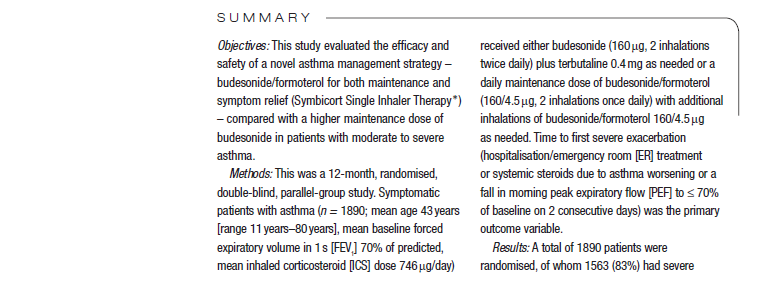 SUMMARY
Objectives: This study evaluated the efficacy and
safety of a novel asthma management strategy –
budesonide/formoterol for both maintenance and
symptom relief (Symbicort Single Inhaler Therapy*)
– compared with a higher maintenance dose of
budesonide in patients with moderate to severe
asthma.
Methods: This was a 12-month, randomised,
double-blind, parallel-group study. Symptomatic
patients with asthma (n = 1890; mean age 43 years
[range 11 years–80 years], mean baseline forced
expiratory volume in 1 s [FEV₁] 70% of predicted,
mean inhaled corticosteroid [ICS] dose 746 µg/day)
received either budesonide (160 µg, 2 inhalations
twice daily) plus terbutaline 0.4 mg as needed or a
daily maintenance dose of budesonide/formoterol
(160/4.5 µg, 2 inhalations once daily) with additional
inhalations of budesonide/formoterol 160/4.5 µg
as needed. Time to first severe exacerbation
(hospitalisation/emergency room [ER] treatment
or systemic steroids due to asthma worsening or a
fall in morning peak expiratory flow [PEF] to ≤ 70%
of baseline on 2 consecutive days) was the primary
outcome variable.
Results: A total of 1890 patients were
randomised, of whom 1563 (83%) had severe